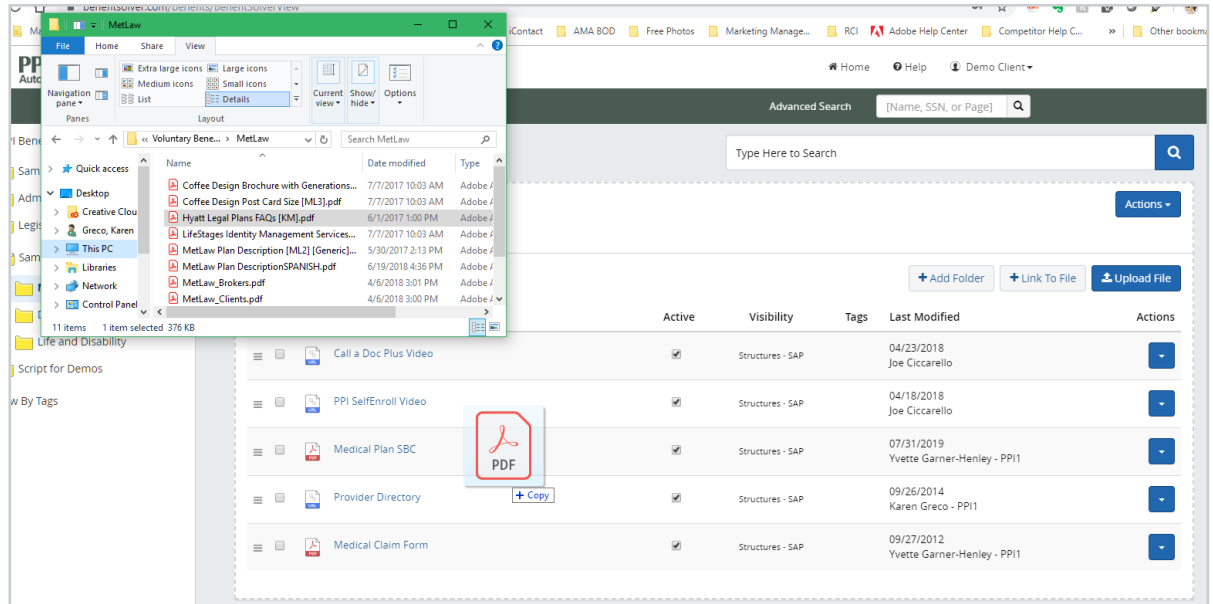 benefitsolver.com/benefits/BenefitSolverView
iContact AMA BOD Free Photos Marketing Manage... RCI Adobe Help Center Competitor Help C... » Other bookma
MetLaw
File Home Share View
Extra large icons Large icons
Medium icons Small icons
List Details
Navigation pane
Current view
Show/ hide
Options
Panes Layout
« Voluntary Bene... › MetLaw Search MetLaw
PP
Auto
Home Help Demo Client
Advanced Search [Name, SSN, or Page]
Type Here to Search
Actions
+ Add Folder + Link To File Upload File
PI Bene
Sam
Adm
Legis
Sam
Quick access
Desktop
Creative Clou
Greco, Karen
This PC
Libraries
Network
Control Panel
Name Date modified Type
Coffee Design Brochure with Generations... 7/7/2017 10:03 AM Adobe A
Coffee Design Post Card Size [ML3].pdf 7/7/2017 10:03 AM Adobe A
Hyatt Legal Plans FAQs [KM].pdf 6/1/2017 1:00 PM Adobe A
LifeStages Identity Management Services... 7/7/2017 10:03 AM Adobe A
MetLaw Plan Description [ML2] [Generic]... 5/30/2017 2:13 PM Adobe A
MetLaw Plan DescriptionSPANISH.pdf 6/19/2018 4:36 PM Adobe A
MetLaw_Brokers.pdf 4/6/2018 3:01 PM Adobe A
MetLaw_Clients.pdf 4/6/2018 3:00 PM Adobe A
11 items 1 item selected 376 KB
Life and Disability
Script for Demos
w By Tags
Active Visibility Tags Last Modified Actions
Call a Doc Plus Video Structures - SAP 04/23/2018
Joe Ciccarello
PPI SelfEnroll Video Structures - SAP 04/18/2018
Joe Ciccarello
Medical Plan SBC Structures - SAP 07/31/2019
Yvette Garner-Henley - PPI1
PDF
+ Copy
Provider Directory Structures - SAP 09/26/2014
Karen Greco - PPI1
Medical Claim Form Structures - SAP 09/27/2012
Yvette Garner-Henley - PPI1